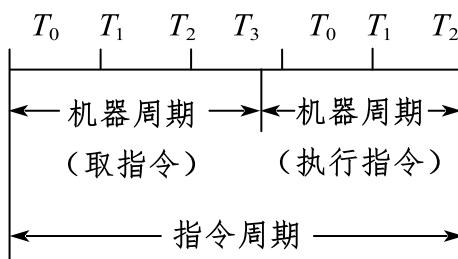 T₀ T₁ T₂ T₃ T₀ T₁ T₂
机器周期 机器周期
（取指令） （执行指令）
指令周期